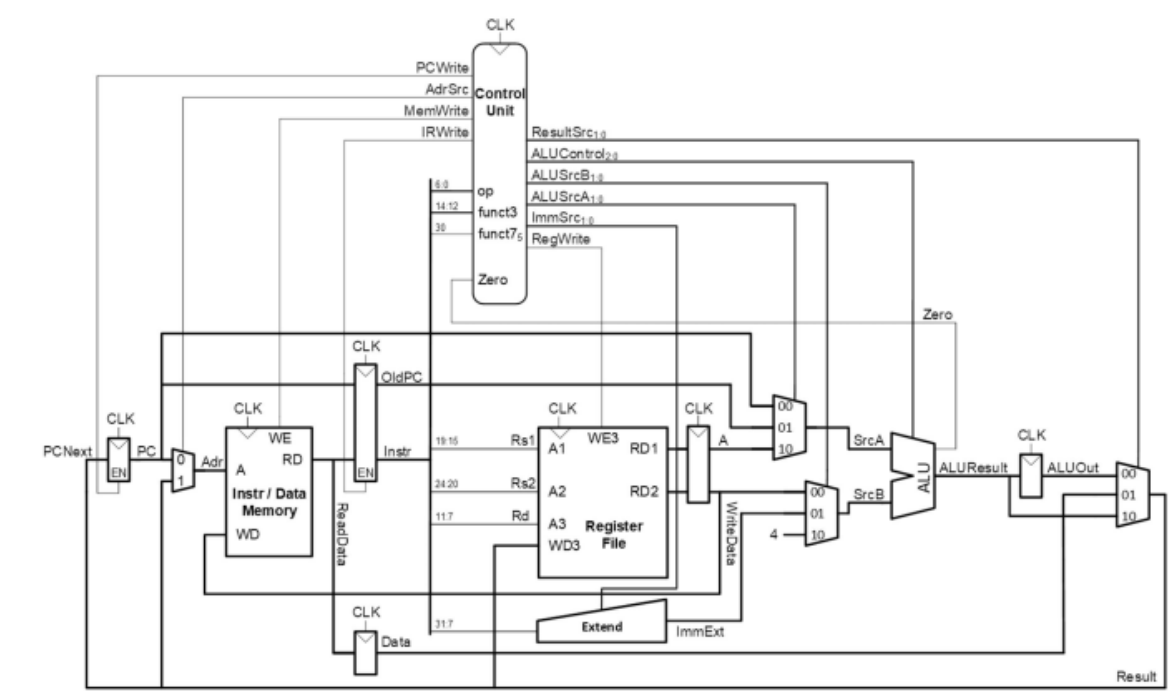 CLK
PCWrite
AdrSrc
MemWrite
IRWrite
Control
Unit
ResultSrc1:0
ALUControl2:0
ALUSrcB1:0
ALUSrcA1:0
ImmSrc1:0
RegWrite
6:0
op
14:12
funct3
30
funct75
Zero
Zero
CLK
OldPC
CLK
PCNext
EN
PC
0
1
Adr
CLK
WE
A
RD
Instr / Data
Memory
WD
EN
Instr
ReadData
19:15
Rs1
24:20
Rs2
11:7
Rd
31:7
CLK
WE3
A1
RD1
A2
RD2
A3
Register
File
WD3
CLK
A
WriteData
00
01
10
SrcA
00
01
4
10
SrcB
ALU
ALUResult
CLK
ALUOut
00
01
10
Extend
ImmExt
CLK
Data
Result